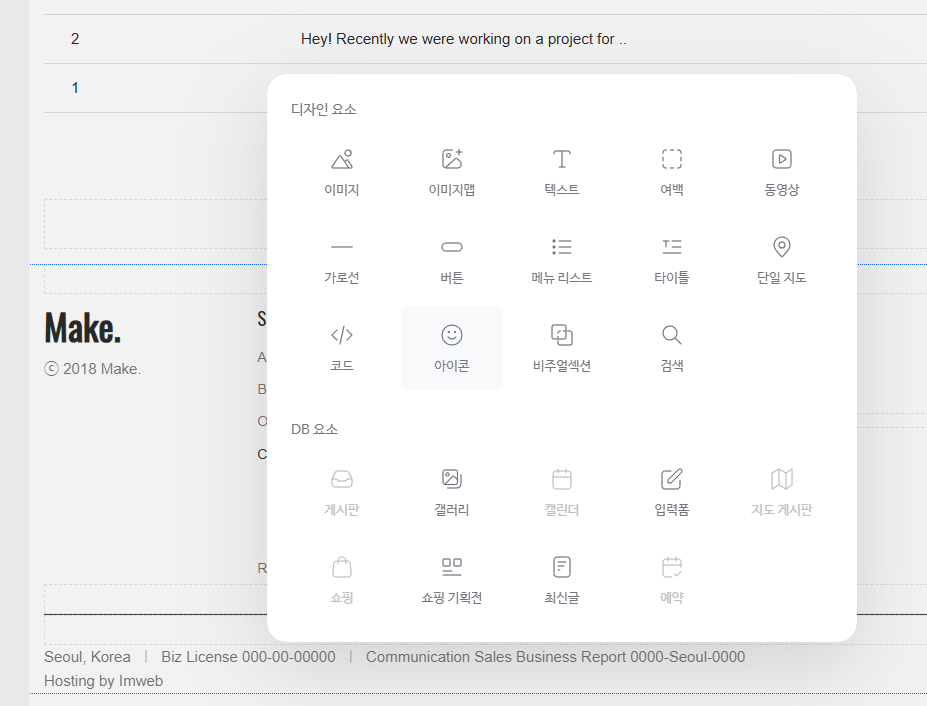 2 Hey! Recently we were working on a project for ..
1
디자인 요소
이미지 이미지맵 텍스트 여백 동영상
가로선 버튼 메뉴 리스트 타이틀 단일 지도
코드 아이콘 비주얼섹션 검색
DB 요소
게시판 갤러리 캘린더 입력폼 지도 게시판
쇼핑 쇼핑 기획전 최신글 예약
Make.
ⓒ 2018 Make.
S
A
B
O
C
R
Seoul, Korea | Biz License 000-00-00000 | Communication Sales Business Report 0000-Seoul-0000
Hosting by Imweb